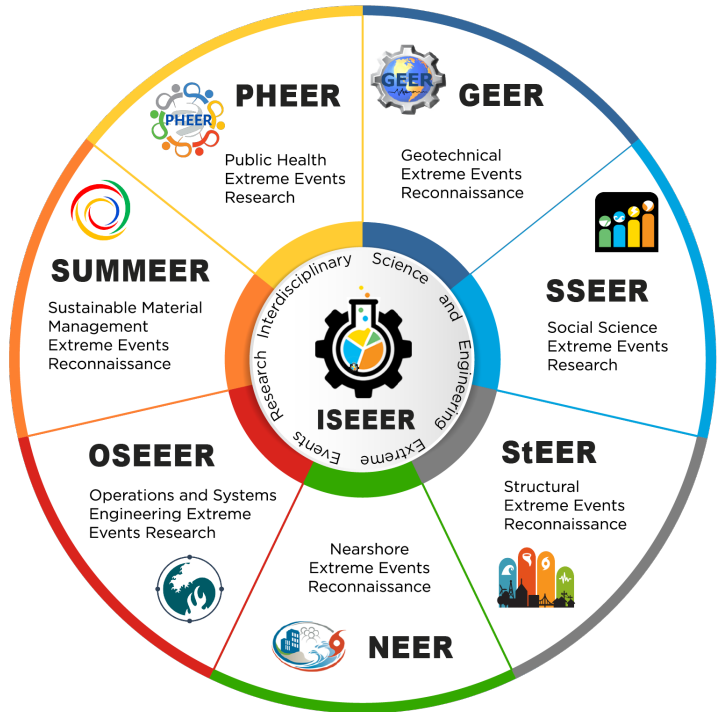 PHEER
PHEER
Public Health
Extreme Events
Research
GEER
GEER
Geotechnical
Extreme Events
Reconnaissance
SSEER
Social Science
Extreme Events
Research
StEER
Structural
Extreme Events
Reconnaissance
Nearshore
Extreme Events
Reconnaissance
NEER
OSEEER
Operations and Systems
Engineering Extreme
Events Research
SUMMEER
Sustainable Material
Management
Extreme Events
Reconnaissance
Interdisciplinary Science and Engineering Extreme Events Research
ISEEER